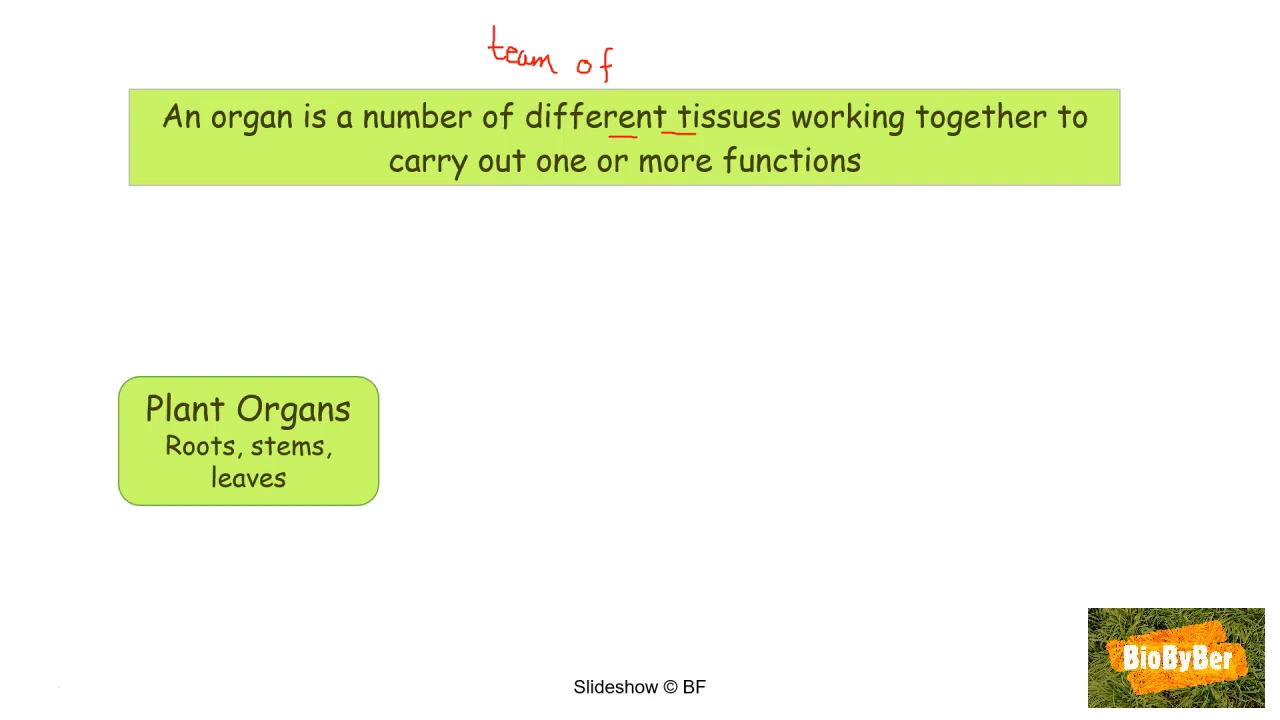 team of
An organ is a number of different tissues working together to
carry out one or more functions
Plant Organs
Roots, stems,
leaves
BioByBer
Slideshow © BF